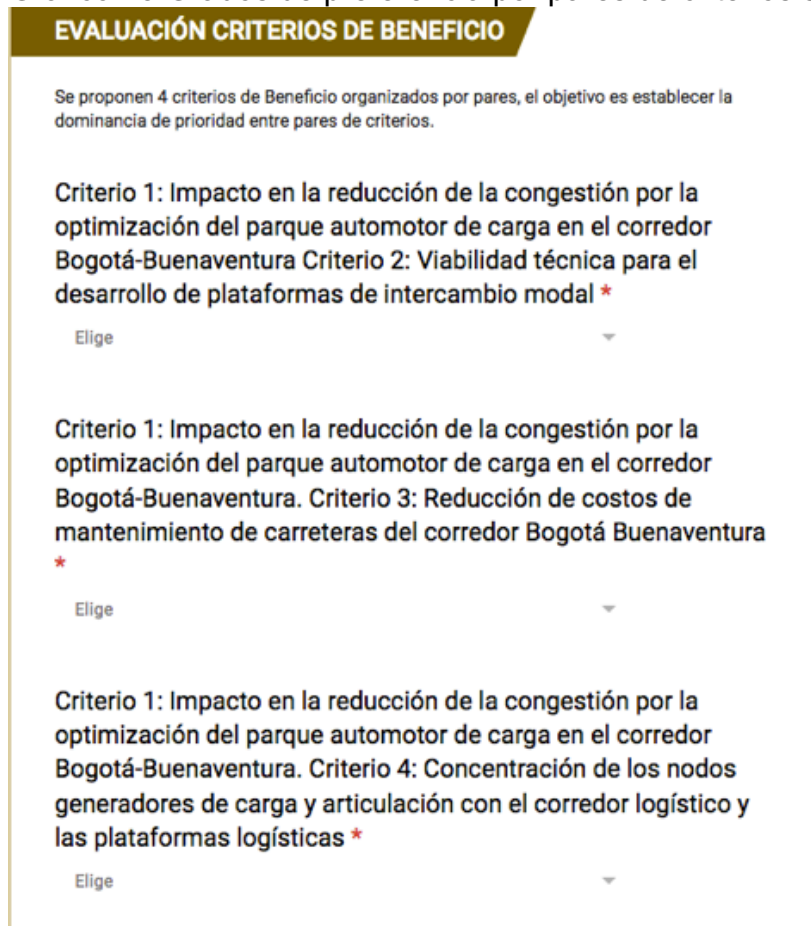 EVALUACIÓN CRITERIOS DE BENEFICIO
Se proponen 4 criterios de Beneficio organizados por pares, el objetivo es establecer la
dominancia de prioridad entre pares de criterios.
Criterio 1: Impacto en la reducción de la congestión por la
optimización del parque automotor de carga en el corredor
Bogotá-Buenaventura Criterio 2: Viabilidad técnica para el
desarrollo de plataformas de intercambio modal *
Elige
Criterio 1: Impacto en la reducción de la congestión por la
optimización del parque automotor de carga en el corredor
Bogotá-Buenaventura. Criterio 3: Reducción de costos de
mantenimiento de carreteras del corredor Bogotá Buenaventura
*
Elige
Criterio 1: Impacto en la reducción de la congestión por la
optimización del parque automotor de carga en el corredor
Bogotá-Buenaventura. Criterio 4: Concentración de los nodos
generadores de carga y articulación con el corredor logístico y
las plataformas logísticas *
Elige